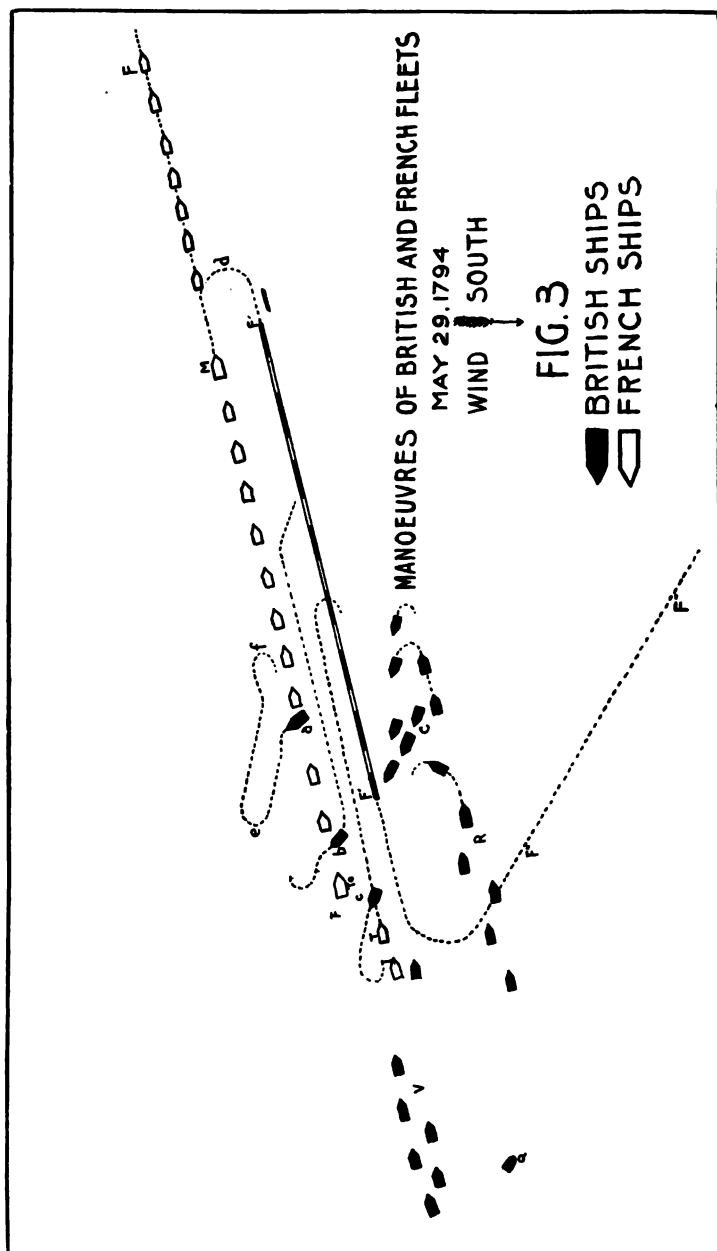 MANOEUVRES OF BRITISH AND FRENCH FLEETS
MAY 29.1794
WIND SOUTH
FIG. 3
BRITISH SHIPS
FRENCH SHIPS
F
d
M
F
f
a
e
b
F
c
T
F
C
R
F
F
V
Q